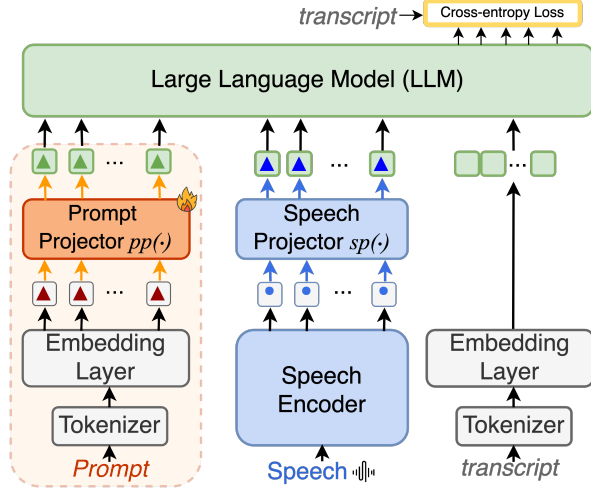 transcript
Cross-entropy Loss
Large Language Model (LLM)
...
...
...
Prompt
Projector pp(·)
Speech
Projector sp(·)
...
...
Embedding
Layer
Speech
Encoder
Embedding
Layer
Tokenizer
Tokenizer
Prompt
Speech
transcript